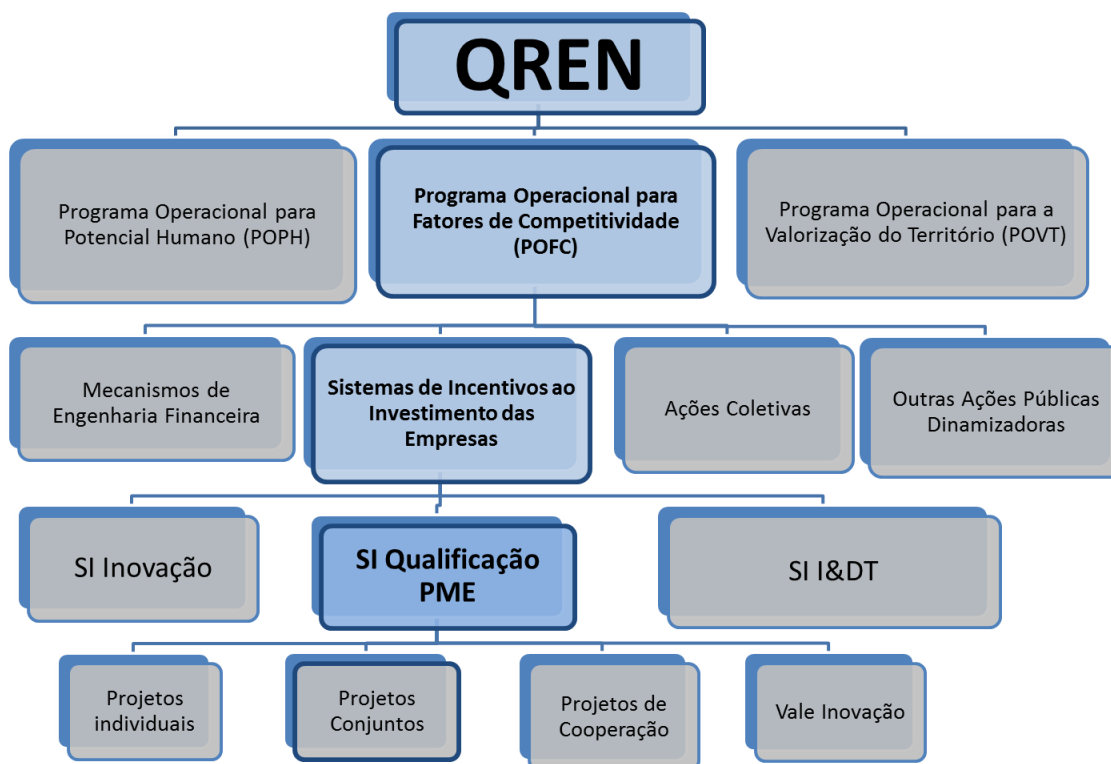 QREN
Programa Operacional para
Potencial Humano (POPH)
Programa Operacional para
Fatores de Competitividade
(POFC)
Programa Operacional para a
Valorização do Território (POVT)
Mecanismos de
Engenharia Financeira
Sistemas de Incentivos ao
Investimento das
Empresas
Ações Coletivas
Outras Ações Públicas
Dinamizadoras
SI Inovação
SI Qualificação
PME
SI I&DT
Projetos
individuais
Projetos
Conjuntos
Projetos de
Cooperação
Vale Inovação